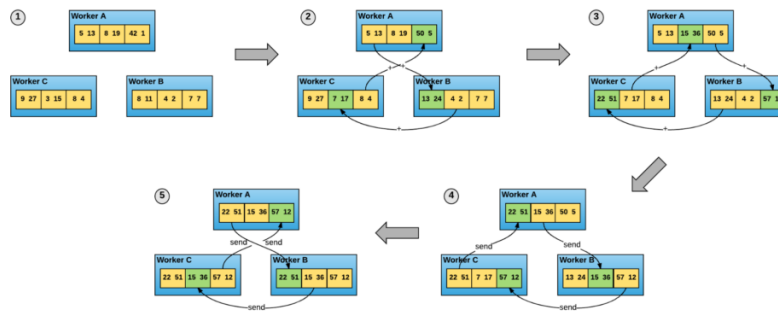 1
Worker A
5 13 8 19 42 1
Worker C
9 27 3 15 8 4
Worker B
8 11 4 2 7 7
2
Worker A
5 13 8 19 50 5
+ +
Worker C
9 27 7 17 8 4
Worker B
13 24 4 2 7 7
+
3
Worker A
5 13 15 36 50 5
+ +
Worker C
22 51 7 17 8 4
Worker B
13 24 4 2 57 1
+
5
Worker A
22 51 15 36 57 12
send send
Worker C
22 51 15 36 57 12
Worker B
22 51 15 36 57 12
send
4
Worker A
22 51 15 36 50 5
send send
Worker C
22 51 7 17 57 12
Worker B
13 24 15 36 57 12
send